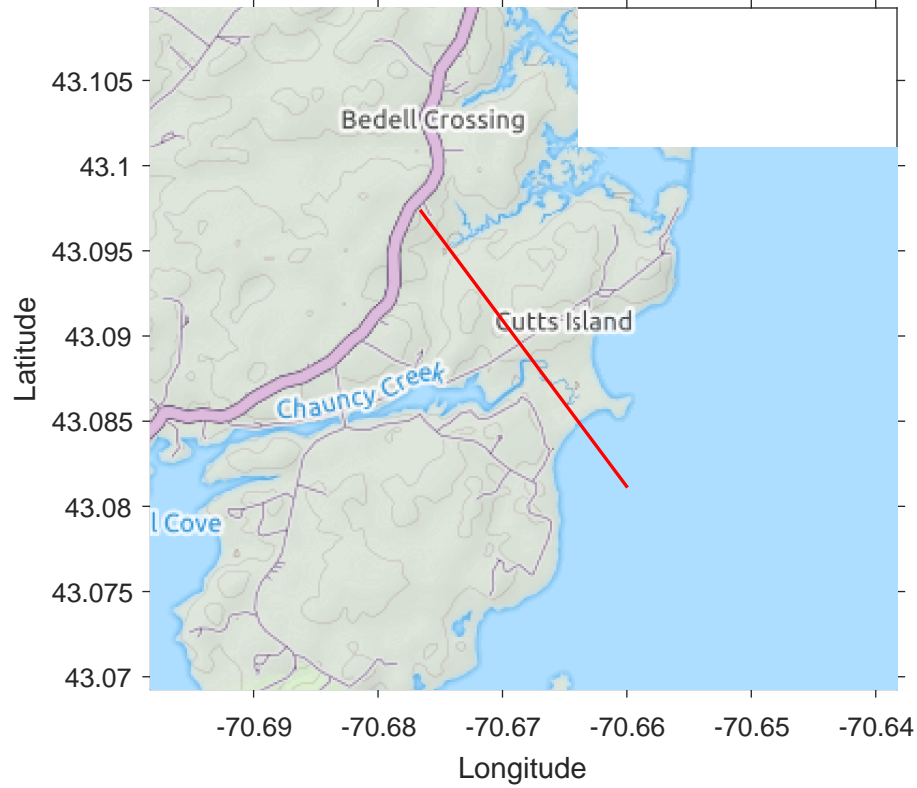 43.105
Bedell Crossing
43.1
43.095
43.09
Cutts Island
Chauncy Creek
43.085
43.08
l Cove
43.075
43.07
Latitude
-70.69
-70.68
-70.67
-70.66
-70.65
-70.64
Longitude